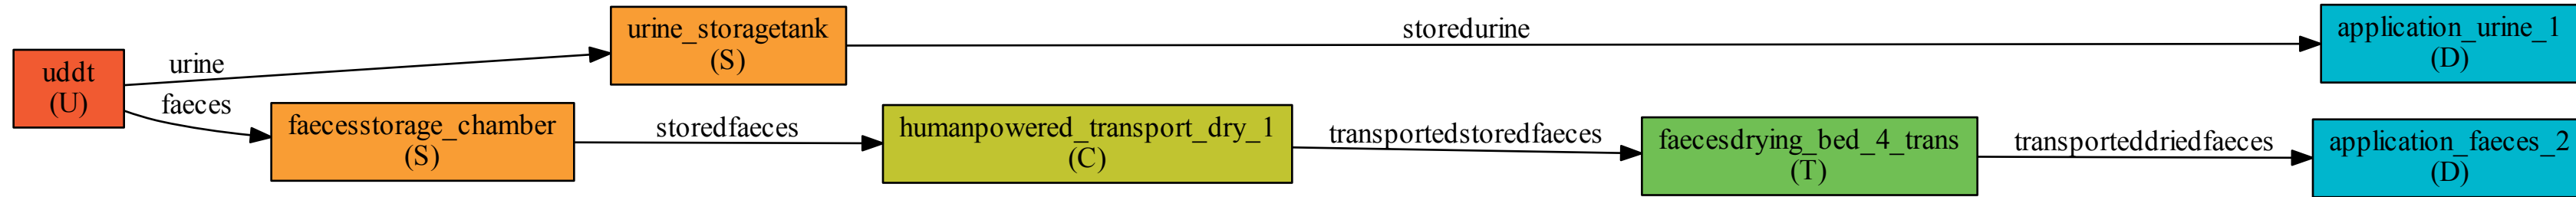 uddt
(U)
urine
faeces
urine_storagetank
(S)
faecesstorage_chamber
(S)
storedurine
storedfaeces
humanpowered_transport_dry_1
(C)
transportedstoredfaeces
faecesdrying_bed_4_trans
(T)
transporteddriedfaeces
application_urine_1
(D)
application_faeces_2
(D)